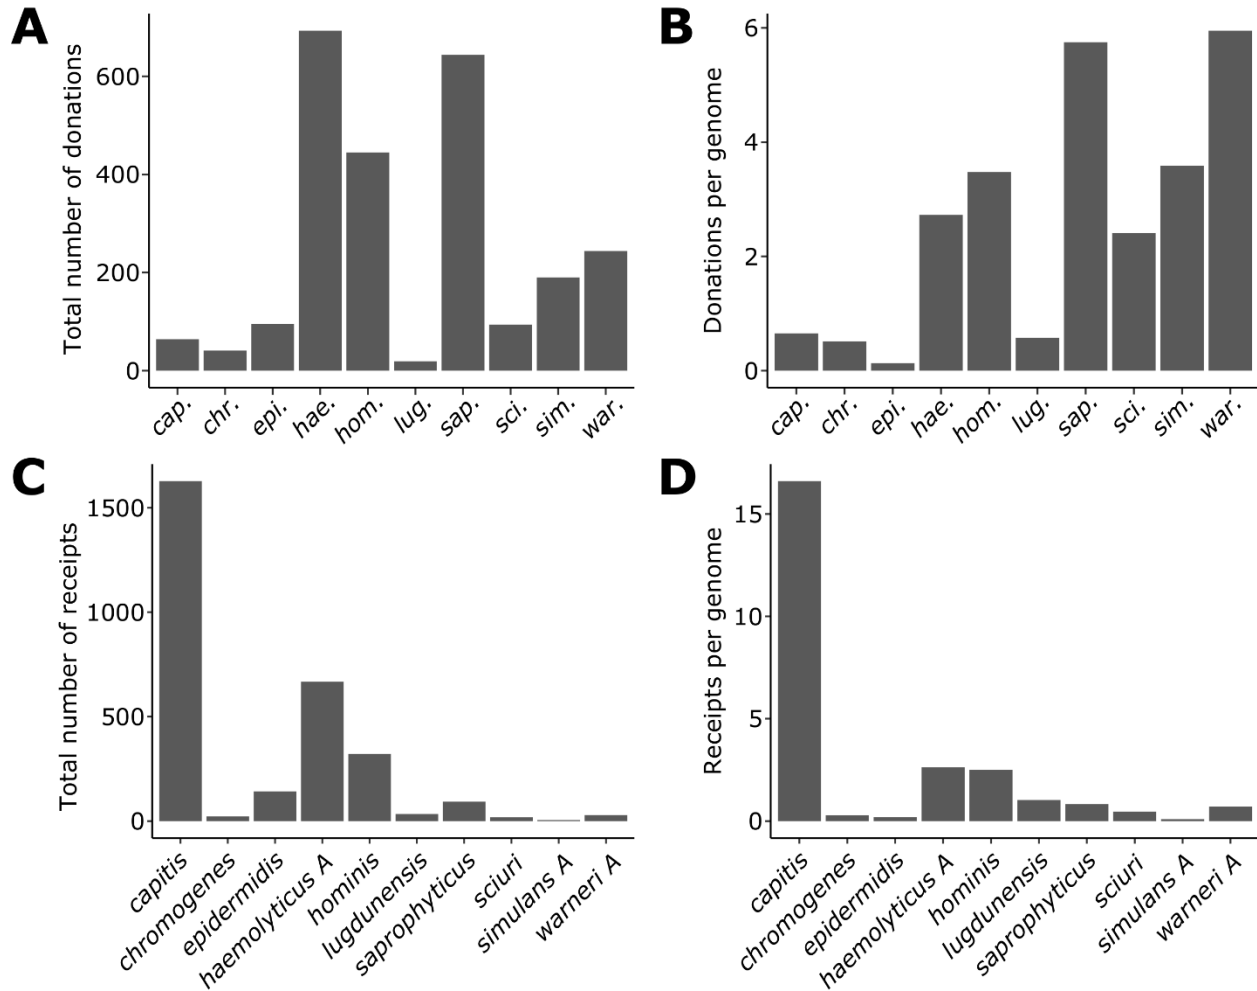 A
Total number of donations
600
400
200
0
cap.
chr.
epi.
hae.
hom.
lug.
sap.
sci.
sim.
war.
B
Donations per genome
6
4
2
0
cap.
chr.
epi.
hae.
hom.
lug.
sap.
sci.
sim.
war.
C
Total number of receipts
1500
1000
500
0
capitis
chromogenes
epidermidis
haemolyticus A
hominis
lugdunensis
saprophyticus
sciuri
simulans A
warneri A
D
Receipts per genome
15
10
5
0
capitis
chromogenes
epidermidis
haemolyticus A
hominis
lugdunensis
saprophyticus
sciuri
simulans A
warneri A